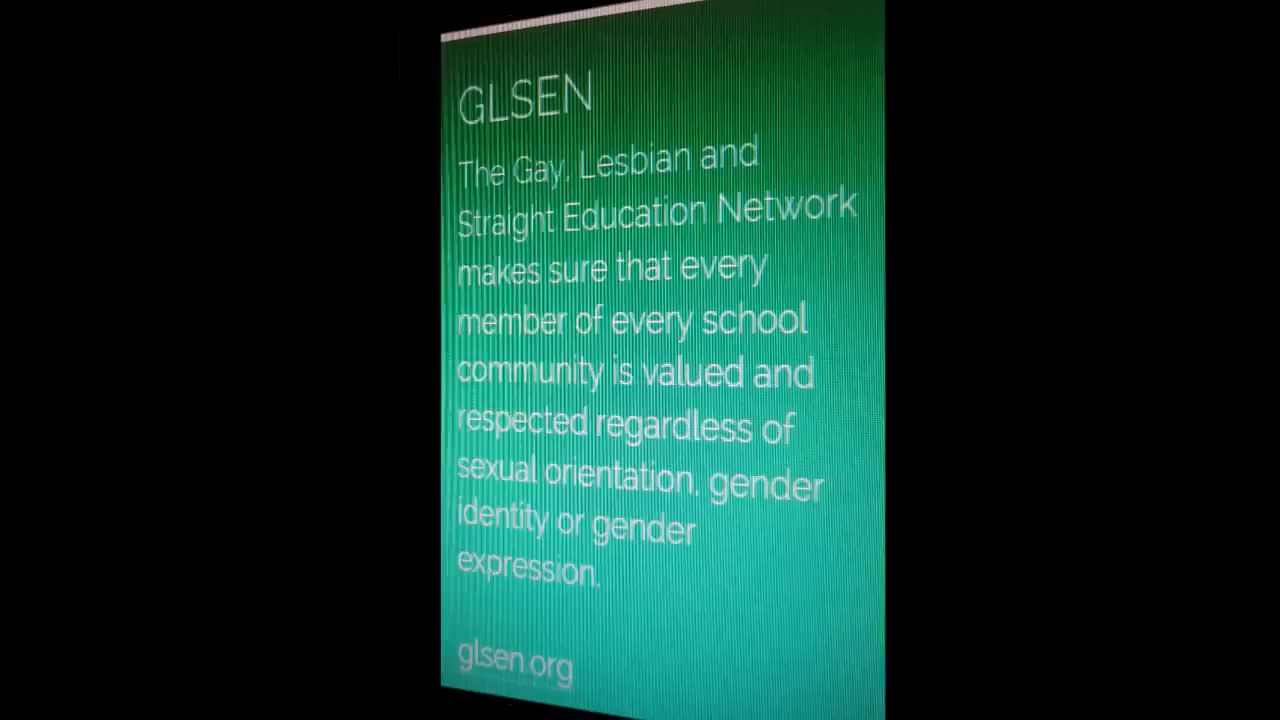 GLSEN
The Gay, Lesbian and
Straight Education Network
makes sure that every
member of every school
community is valued and
respected regardless of
sexual orientation, gender
identity or gender
expression.
glsen.org